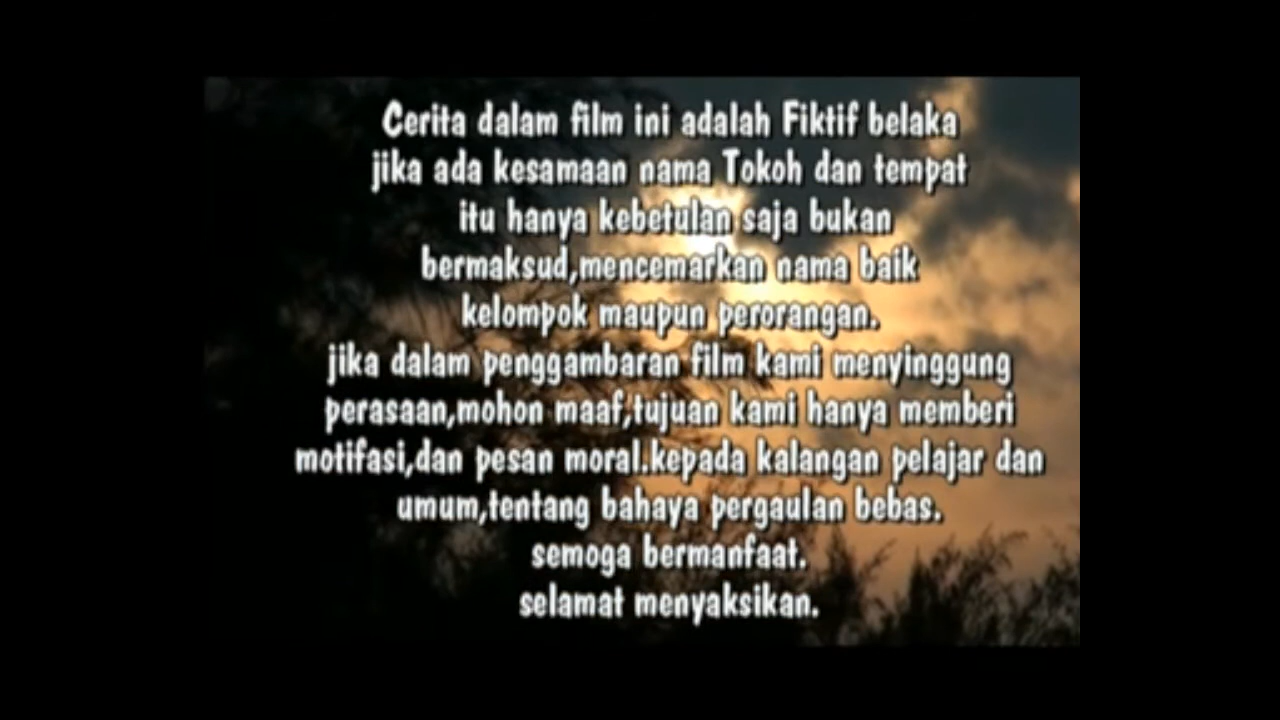 Cerita dalam film ini adalah Fiktif belaka
jika ada kesamaan nama Tokoh dan tempat
itu hanya kebetulan saja bukan
bermaksud,mencemarkan nama baik
kelompok maupun perorangan.
jika dalam penggambaran film kami menyinggung
perasaan,mohon maaf,tujuan kami hanya memberi
motifasi,dan pesan moral.kepada kalangan pelajar dan
umum,tentang bahaya pergaulan bebas.
semoga bermanfaat.
selamat menyaksikan.